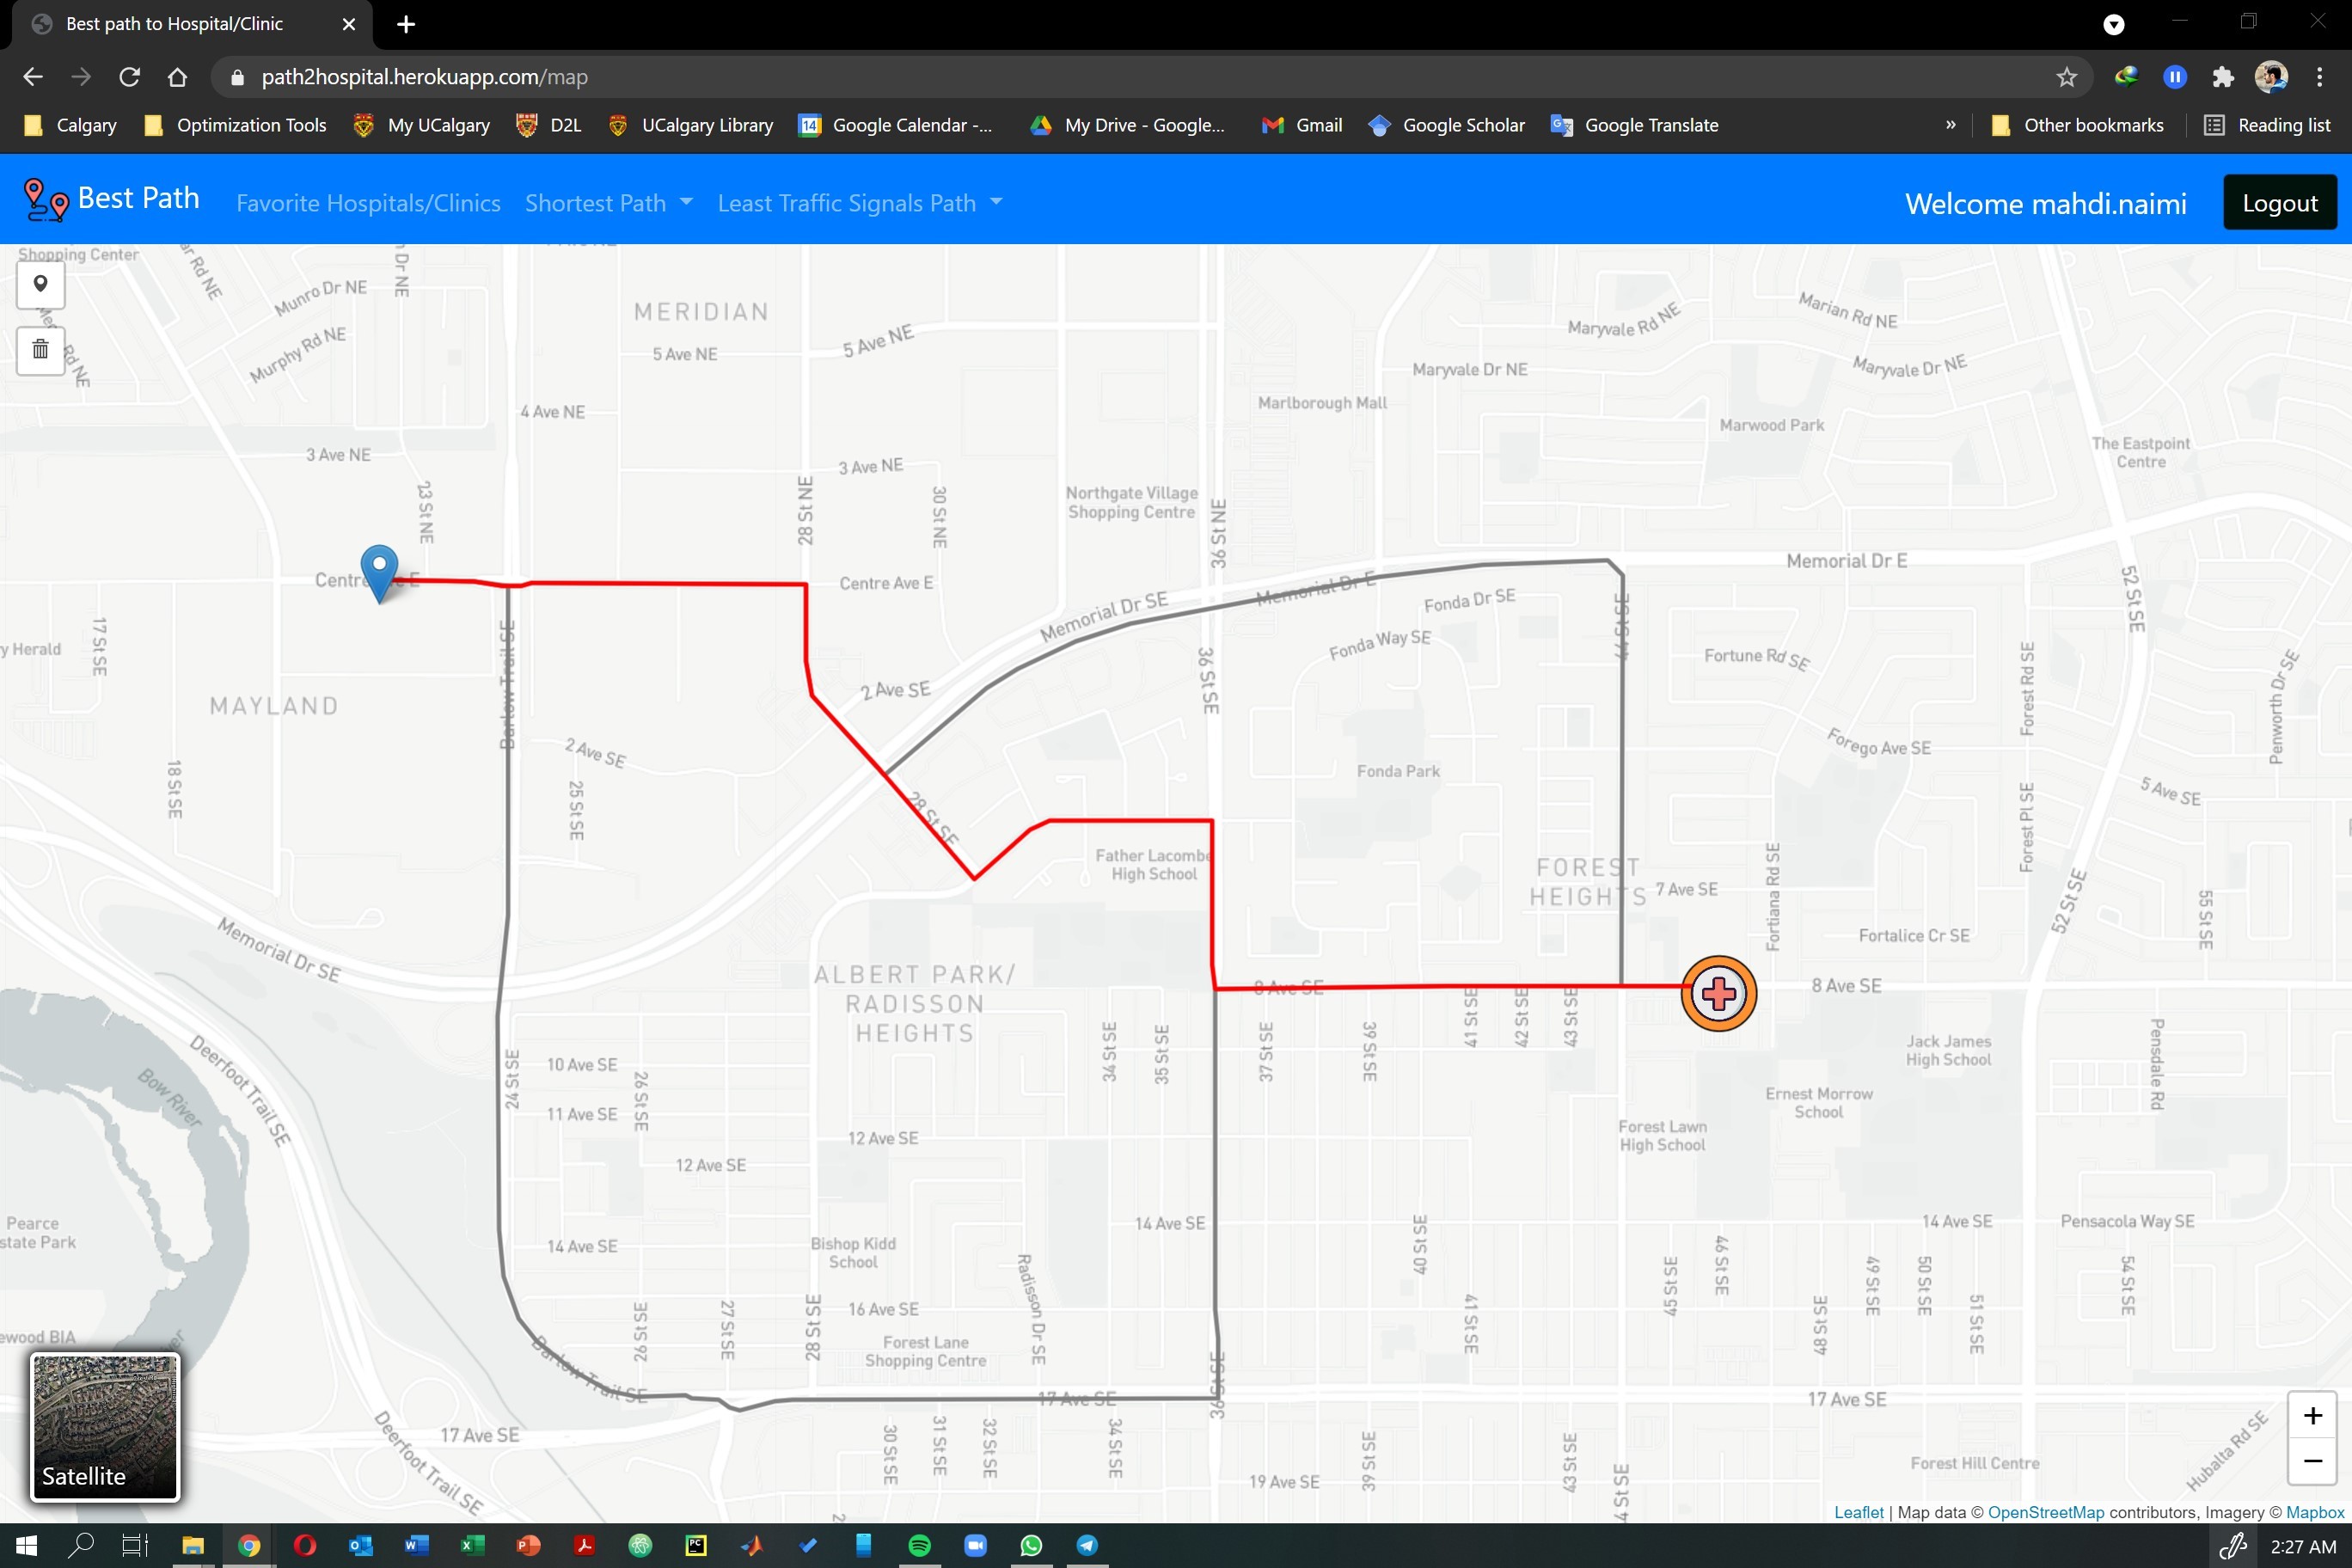 Best path to Hospital/Clinic
path2hospital.herokuapp.com/map
Calgary
Optimization Tools
My UCalgary
D2L
UCalgary Library
14
Google Calendar -...
My Drive - Google...
Gmail
Google Scholar
Google Translate
»
Other bookmarks
Reading list
Best Path
Favorite Hospitals/Clinics
Shortest Path
Least Traffic Signals Path
Welcome mahdi.naimi
Logout
Shopping Center
Munro Dr NE
Dr NE
MERIDIAN
Murphy Rd NE
Rd NE
5 Ave NE
5 Ave NE
Maryvale Rd NE
Marian Rd NE
Maryvale Dr NE
Maryvale Dr NE
4 Ave NE
Marlborough Mall
Marwood Park
The Eastpoint
Centre
3 Ave NE
3 Ave NE
23 St NE
28 St NE
30 St NE
Northgate Village
Shopping Centre
36 St NE
Centre Ave E
Memorial Dr SE
Memorial Dr E
Memorial Dr E
Fonda Dr SE
52 St SE
17 St SE
y Herald
Barlow Trail SE
MAYLAND
2 Ave SE
2 Ave SE
36 St SE
Fonda Way SE
Fortune Rd SE
Forest Rd SE
Penworth Dr SE
18 St SE
25 St SE
28 St SE
Fonda Park
Forego Ave SE
5 Ave SE
Forest Pl SE
Father Lacombe
High School
FOREST
HEIGHTS
7 Ave SE
Fortiana Rd SE
Fortalice Cr SE
52 St SE
55 St SE
Memorial Dr SE
ALBERT PARK/
RADISSON
HEIGHTS
8 Ave SE
8 Ave SE
Deerfoot Trail SE
Bow River
24 St SE
10 Ave SE
26 St SE
11 Ave SE
34 St SE
35 St SE
37 St SE
39 St SE
41 St SE
42 St SE
43 St SE
Jack James
High School
Pensdale Rd
Ernest Morrow
School
12 Ave SE
12 Ave SE
Forest Lawn
High School
Pearce
state Park
14 Ave SE
14 Ave SE
14 Ave SE
Pensacola Way SE
Bishop Kidd
School
Radisson Dr SE
40 St SE
45 St SE
46 St SE
49 St SE
50 St SE
54 St SE
26 St SE
27 St SE
28 St SE
16 Ave SE
41 St SE
48 St SE
51 St SE
ewood BIA
Forest Lane
Shopping Centre
Barlow Trail SE
17 Ave SE
36 St SE
17 Ave SE
Deerfoot Trail SE
17 Ave SE
30 St SE
31 St SE
32 St SE
34 St SE
39 St SE
43 St SE
19 Ave SE
4 St SE
Forest Hill Centre
Hubalta Rd SE
Satellite
+
−
Leaflet | Map data © OpenStreetMap contributors, Imagery © Mapbox
2:27 AM